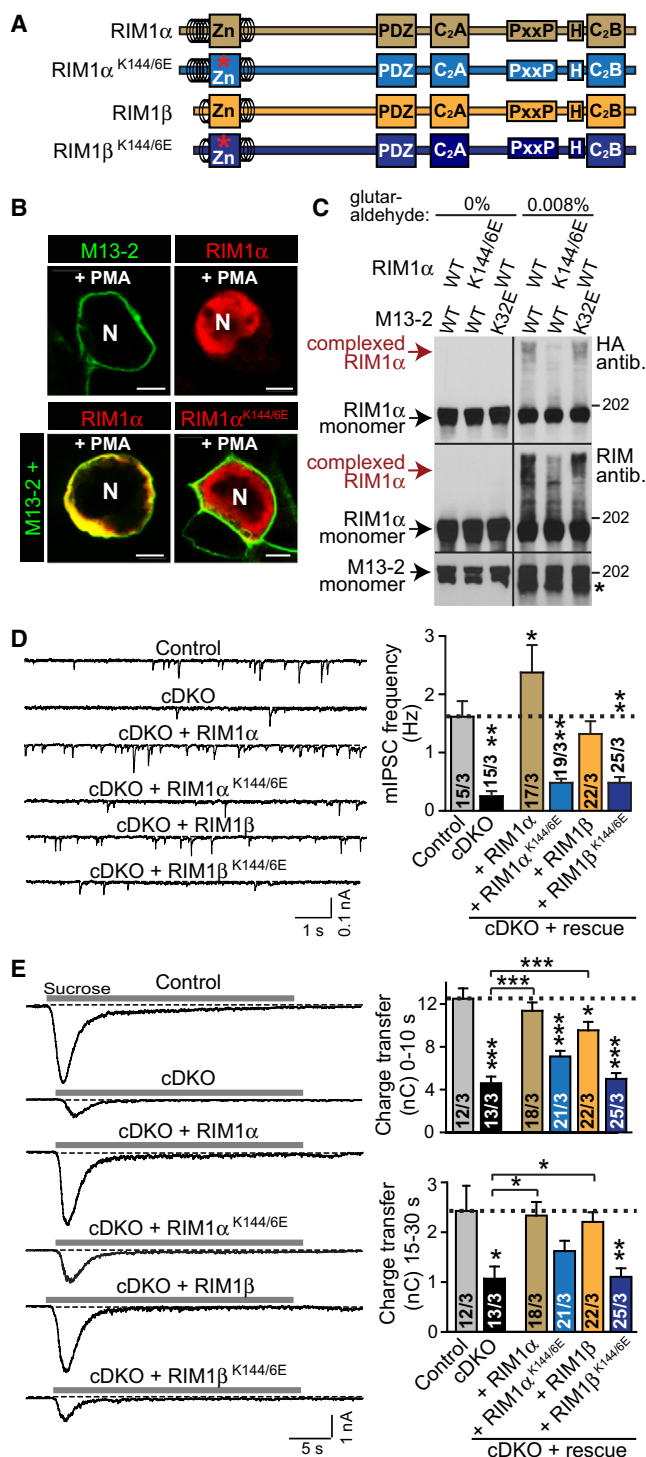 A
RIM1α Zn PDZ C2A PxxP H C2B
RIM1α K144/6E * Zn PDZ C2A PxxP H C2B
RIM1β Zn PDZ C2A PxxP H C2B
RIM1β K144/6E * Zn PDZ C2A PxxP H C2B
B
M13-2 RIM1α
+ PMA + PMA
N N
RIM1α RIM1α K144/6E
+ PMA + PMA
N N
M13-2 +
C
glutar-
aldehyde: 0% 0.008%
RIM1α WT K144/6E WT WT K144/6E WT
M13-2 WT WT K32E WT WT K32E
complexed
RIM1α
HA
antib.
RIM1α
monomer
202
complexed
RIM1α
RIM
antib.
RIM1α
monomer
202
M13-2
monomer
202
*
D
Control
cDKO
cDKO + RIM1α
cDKO + RIM1α K144/6E
cDKO + RIM1β
cDKO + RIM1β K144/6E
1 s
0.1 nA
mIPSC frequency
(Hz)
3
2
1
0
* ** ** **
15/3 15/3 17/3 19/3 22/3 25/3
Control
cDKO
+ RIM1α
+ RIM1α K144/6E
+ RIM1β
+ RIM1β K144/6E
cDKO + rescue
E
Sucrose
Control
cDKO
cDKO + RIM1α
cDKO + RIM1α K144/6E
cDKO + RIM1β
cDKO + RIM1β K144/6E
5 s
1 nA
Charge transfer
(nC) 0-10 s
12
8
4
0
***
***
*** *** * ***
12/3 13/3 18/3 21/3 22/3 25/3
Charge transfer
(nC) 15-30 s
3
2
1
0
*
*
* **
12/3 13/3 18/3 21/3 22/3 25/3
Control
cDKO
+ RIM1α
+ RIM1α K144/6E
+ RIM1β
+ RIM1β K144/6E
cDKO + rescue